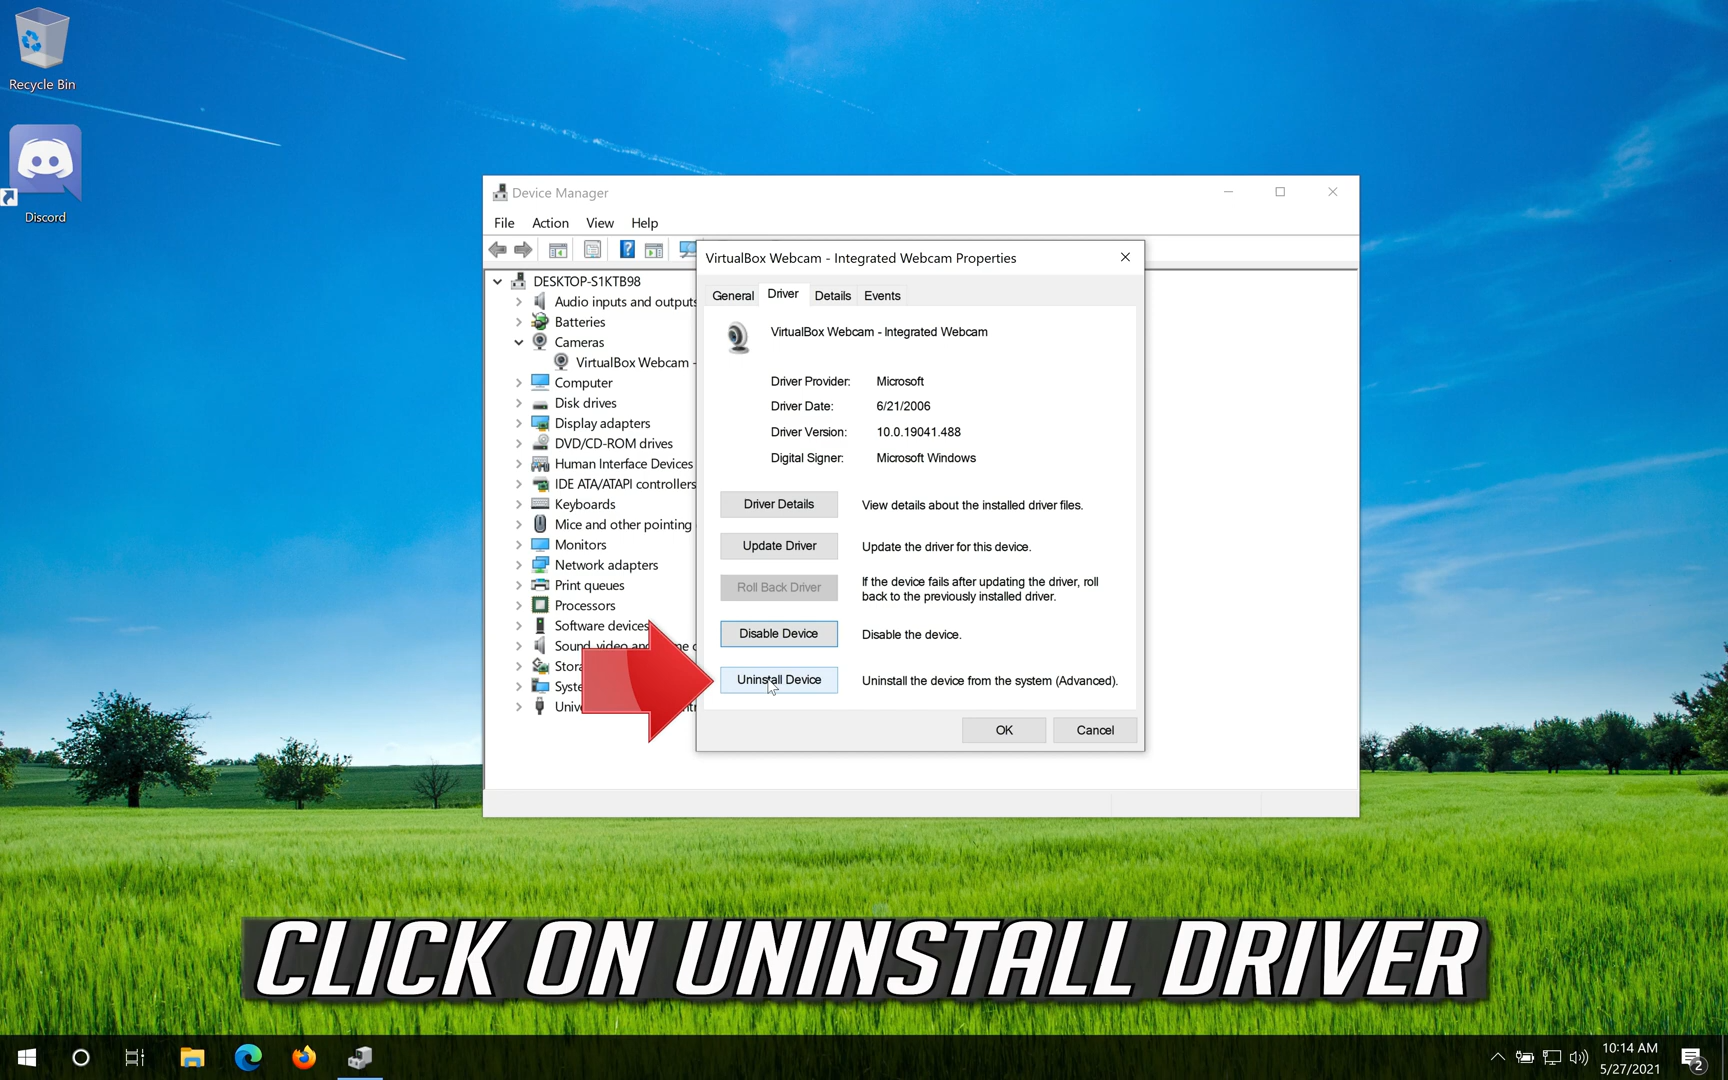 Recycle Bin
Discord
Device Manager
File Action View Help
DESKTOP-S1KTB98
Audio inputs and outputs
Batteries
Cameras
VirtualBox Webcam -
Computer
Disk drives
Display adapters
DVD/CD-ROM drives
Human Interface Devices
IDE ATA/ATAPI controllers
Keyboards
Mice and other pointing
Monitors
Network adapters
Print queues
Processors
Software devices
Sound, video and
VirtualBox Webcam - Integrated Webcam Properties
General Driver Details Events
VirtualBox Webcam - Integrated Webcam
Driver Provider: Microsoft
Driver Date: 6/21/2006
Driver Version: 10.0.19041.488
Digital Signer: Microsoft Windows
Driver Details View details about the installed driver files.
Update Driver Update the driver for this device.
Roll Back Driver If the device fails after updating the driver, roll
back to the previously installed driver.
Disable Device Disable the device.
Uninstall Device Uninstall the device from the system (Advanced).
OK Cancel
CLICK ON UNINSTALL DRIVER
10:14 AM
5/27/2021
2